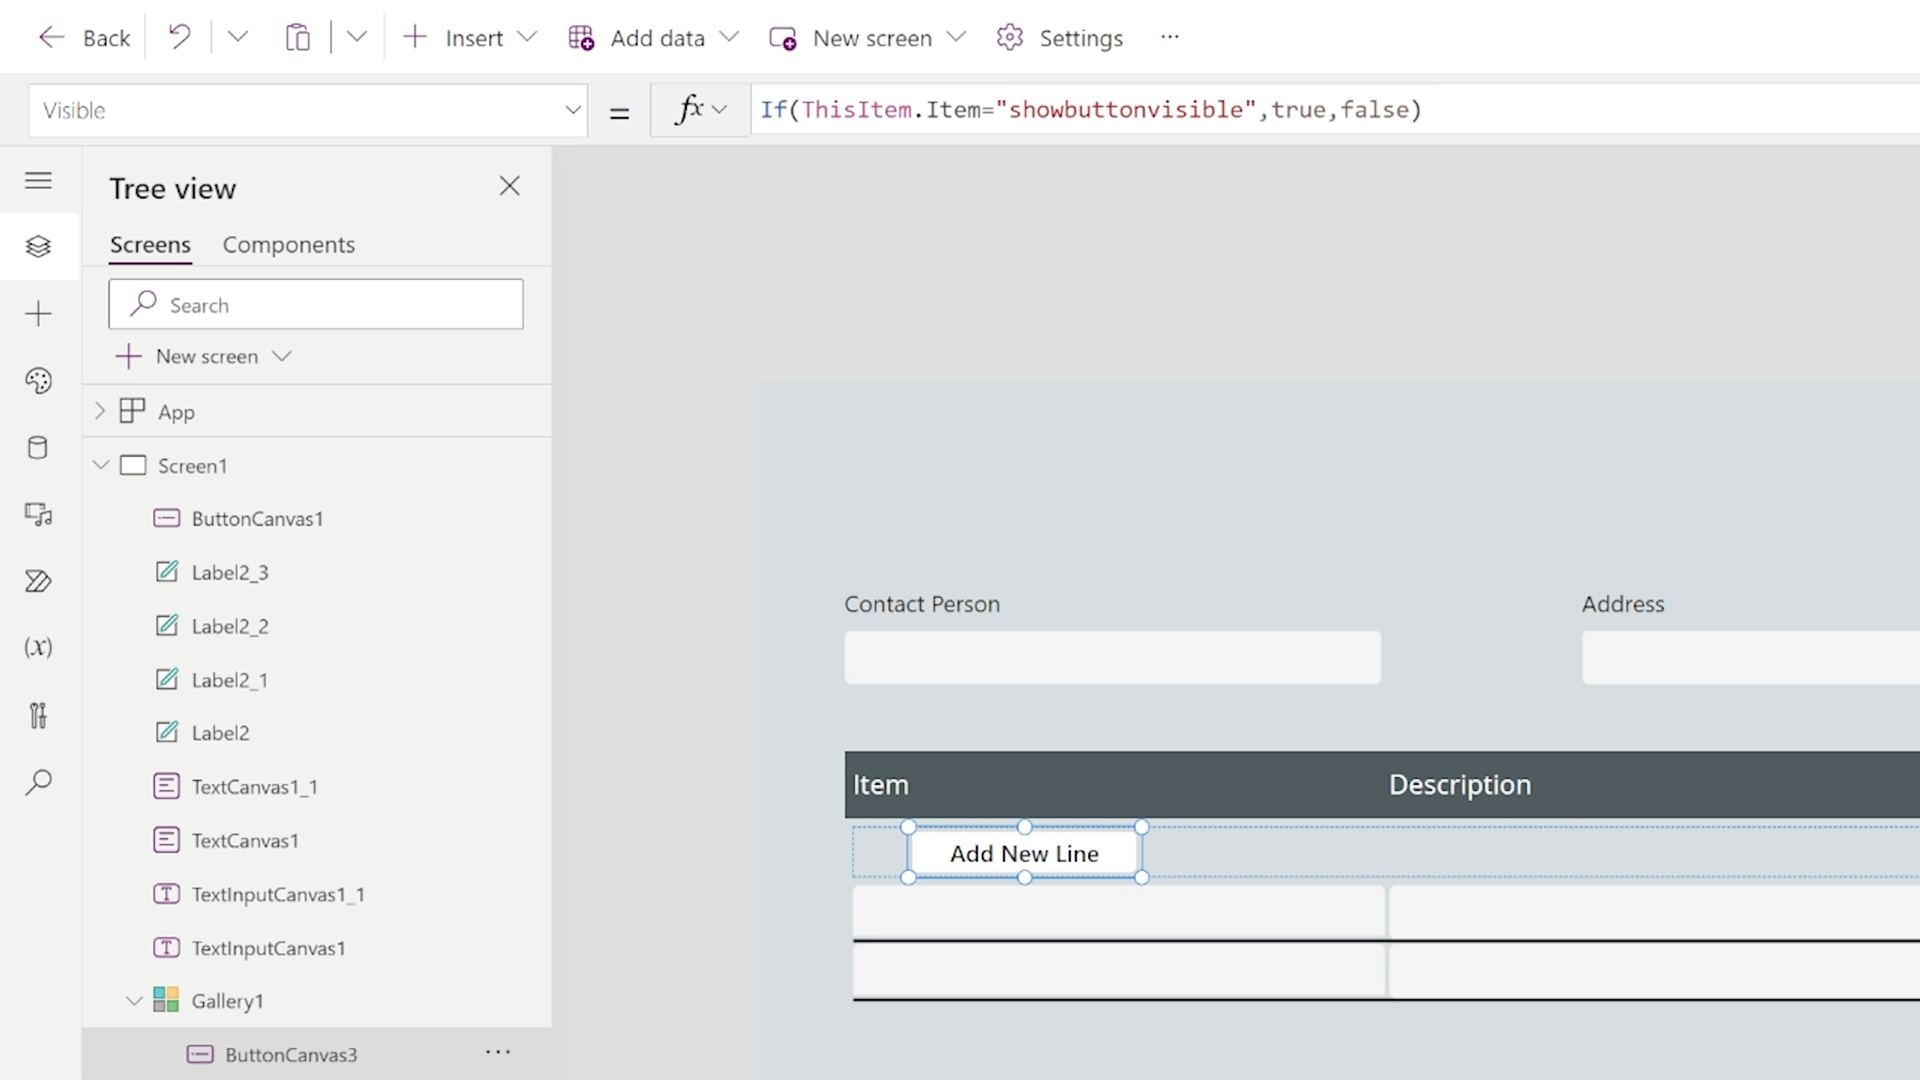 Back
Insert
Add data
New screen
Settings
...
Visible
=
fx
If(ThisItem.Item="showbuttonvisible",true,false)
Tree view
Screens
Components
Search
New screen
App
Screen1
ButtonCanvas1
Label2_3
Label2_2
Label2_1
Label2
TextCanvas1_1
TextCanvas1
TextInputCanvas1_1
TextInputCanvas1
Gallery1
ButtonCanvas3
...
(x)
Contact Person
Address
Item
Description
Add New Line